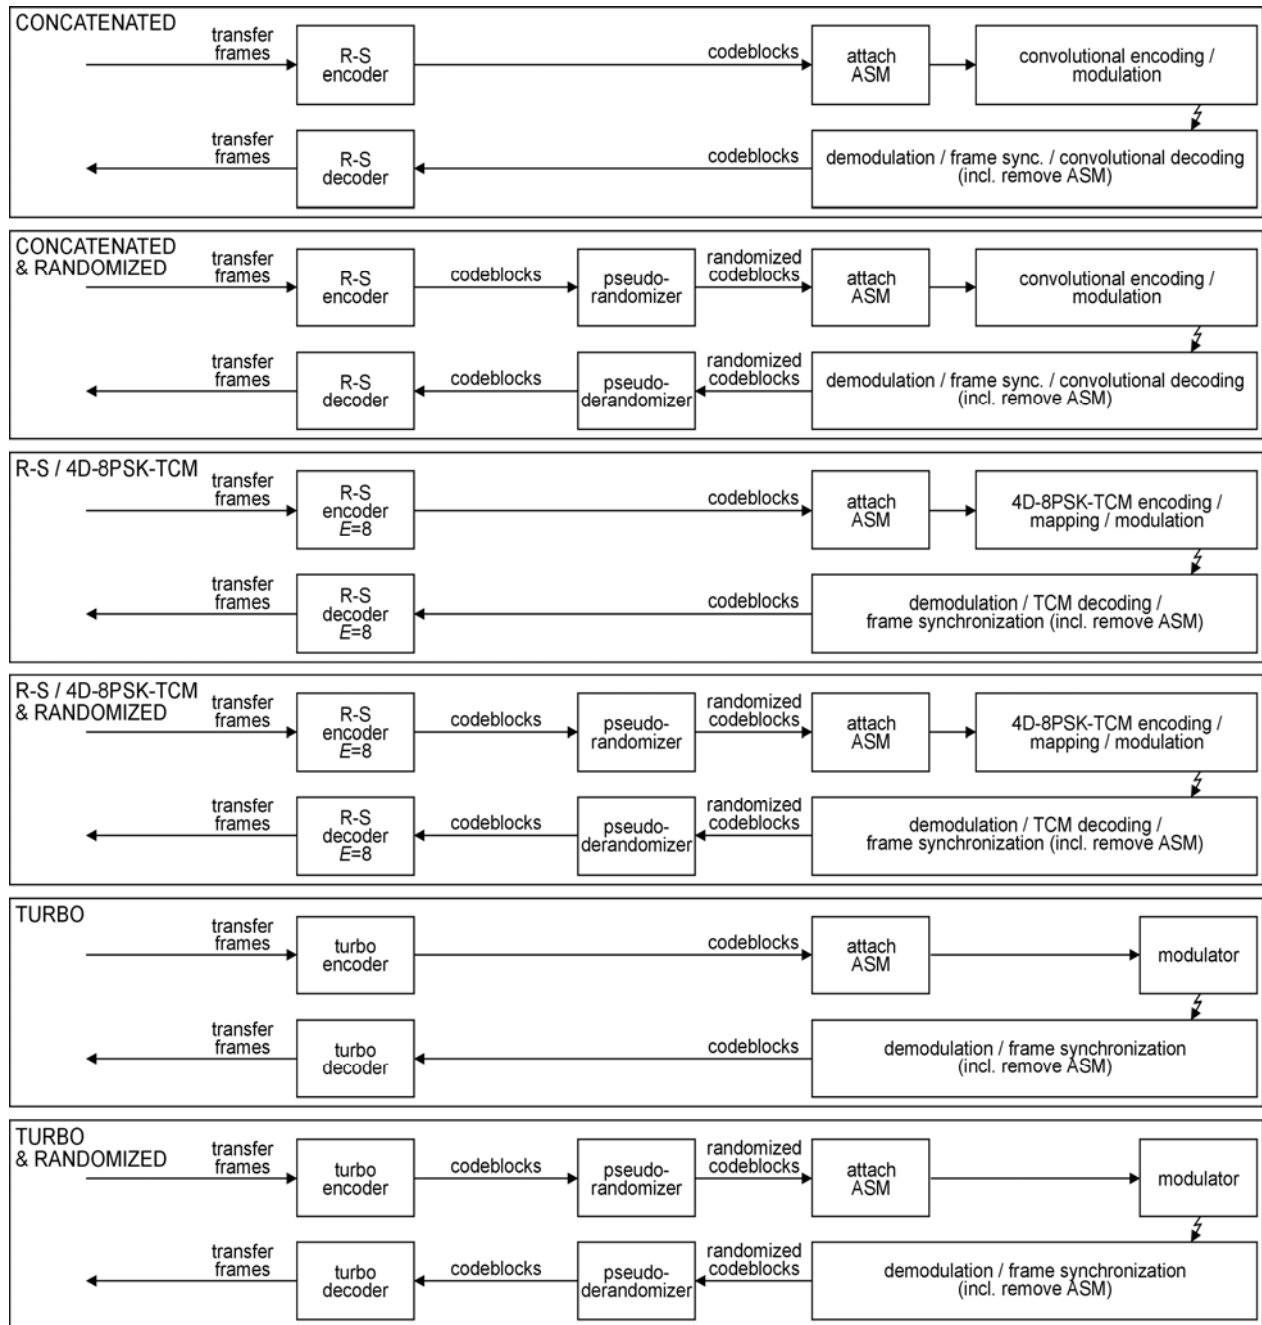 CONCATENATED
transfer
frames
R-S
encoder
codeblocks
attach
ASM
convolutional encoding /
modulation
transfer
frames
R-S
decoder
codeblocks
demodulation / frame sync. / convolutional decoding
(incl. remove ASM)
CONCATENATED
& RANDOMIZED
transfer
frames
R-S
encoder
codeblocks
pseudo-
randomizer
randomized
codeblocks
attach
ASM
convolutional encoding /
modulation
transfer
frames
R-S
decoder
codeblocks
pseudo-
derandomizer
randomized
codeblocks
demodulation / frame sync. / convolutional decoding
(incl. remove ASM)
R-S / 4D-8PSK-TCM
transfer
frames
R-S
encoder
E=8
codeblocks
attach
ASM
4D-8PSK-TCM encoding /
mapping / modulation
transfer
frames
R-S
decoder
E=8
codeblocks
demodulation / TCM decoding /
frame synchronization (incl. remove ASM)
R-S / 4D-8PSK-TCM
& RANDOMIZED
transfer
frames
R-S
encoder
E=8
codeblocks
pseudo-
randomizer
randomized
codeblocks
attach
ASM
4D-8PSK-TCM encoding /
mapping / modulation
transfer
frames
R-S
decoder
E=8
codeblocks
pseudo-
derandomizer
randomized
codeblocks
demodulation / TCM decoding /
frame synchronization (incl. remove ASM)
TURBO
transfer
frames
turbo
encoder
codeblocks
attach
ASM
modulator
transfer
frames
turbo
decoder
codeblocks
demodulation / frame synchronization
(incl. remove ASM)
TURBO
& RANDOMIZED
transfer
frames
turbo
encoder
codeblocks
pseudo-
randomizer
randomized
codeblocks
attach
ASM
modulator
transfer
frames
turbo
decoder
codeblocks
pseudo-
derandomizer
randomized
codeblocks
demodulation / frame synchronization
(incl. remove ASM)